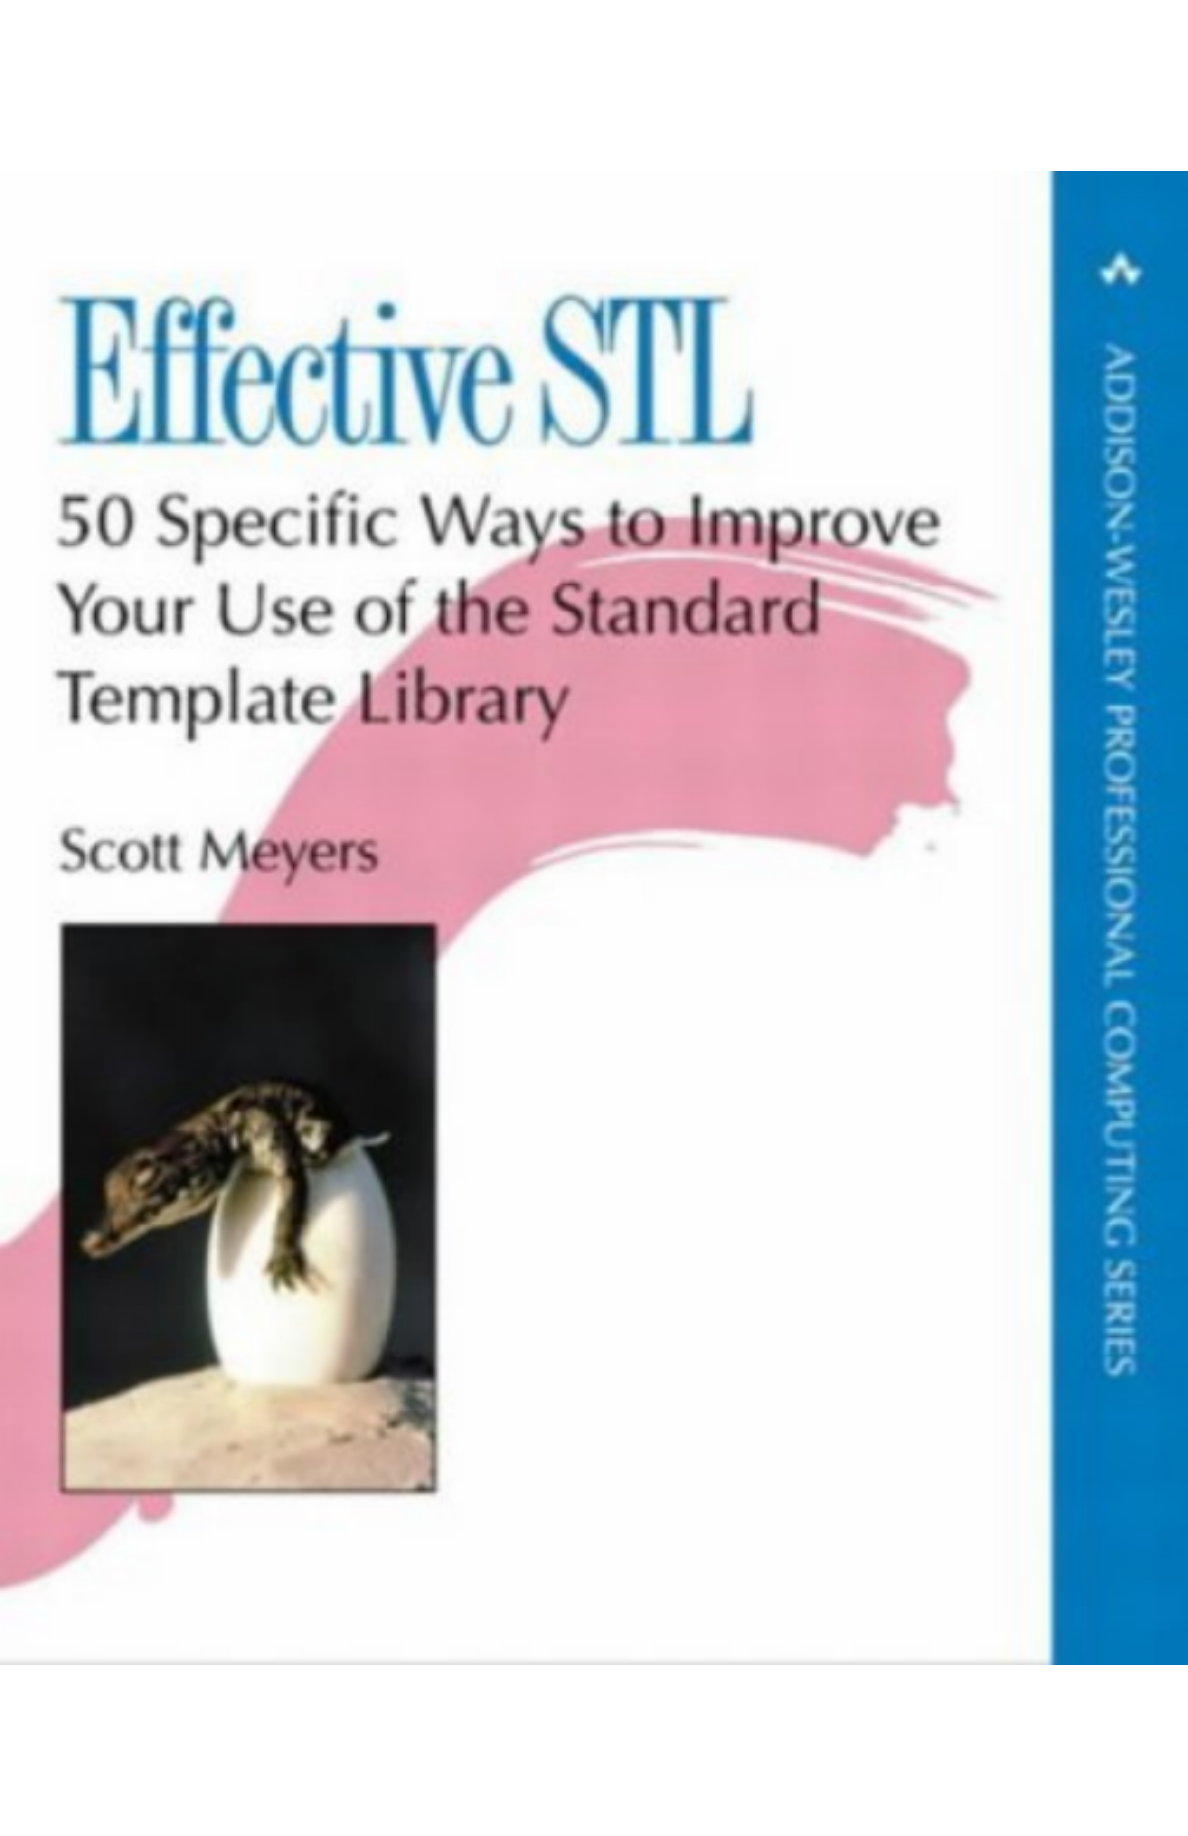 Effective STL
50 Specific Ways to Improve
Your Use of the Standard
Template Library
Scott Meyers
ADDISON-WESLEY PROFESSIONAL COMPUTING SERIES